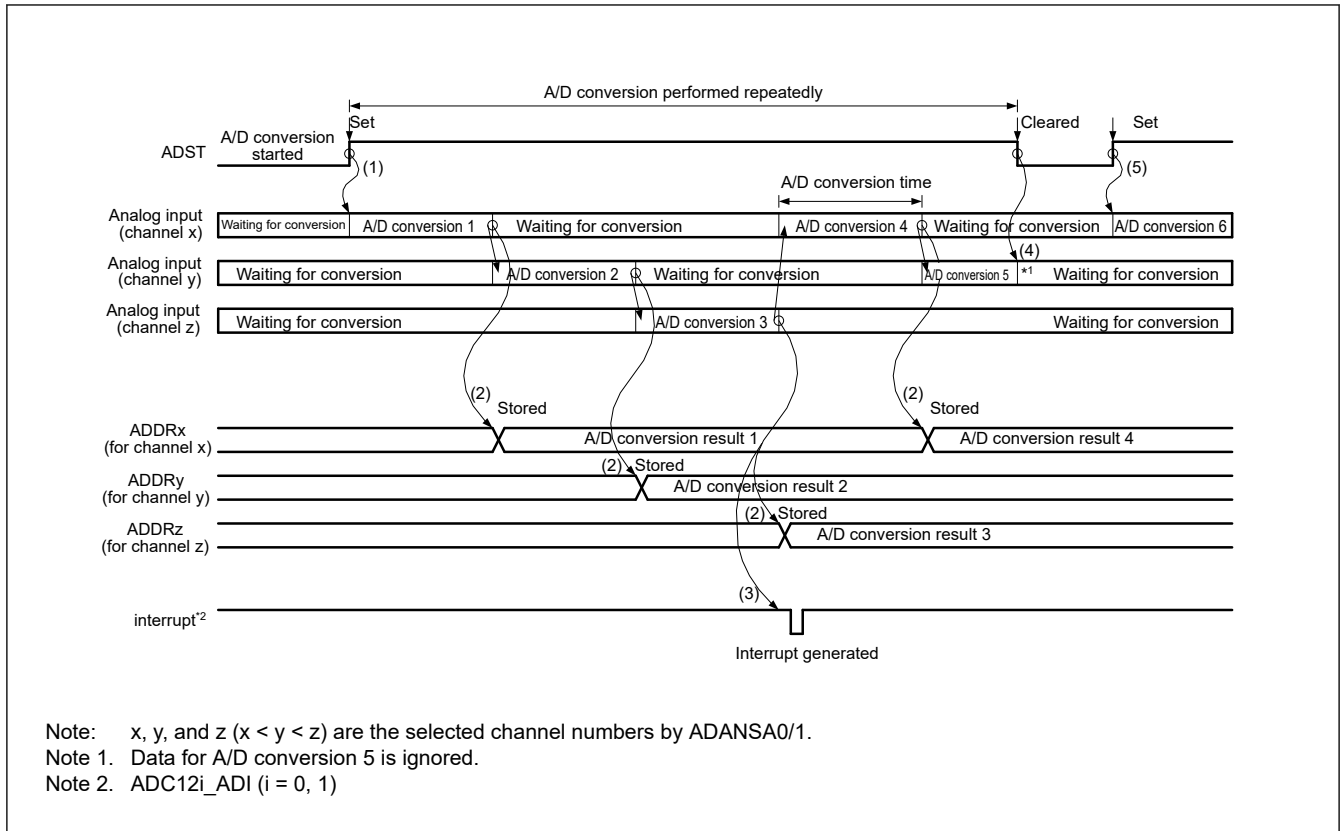 A/D conversion performed repeatedly
Set
Cleared
Set
A/D conversion
started
ADST
(1)
(5)
A/D conversion time
Analog input
(channel x)
Waiting for conversion
A/D conversion 1
Waiting for conversion
A/D conversion 4
Waiting for conversion
A/D conversion 6
(4)
Analog input
(channel y)
Waiting for conversion
A/D conversion 2
Waiting for conversion
A/D conversion 5
*1
Waiting for conversion
Analog input
(channel z)
Waiting for conversion
A/D conversion 3
Waiting for conversion
(2)
Stored
(2)
Stored
ADDRx
(for channel x)
A/D conversion result 1
A/D conversion result 4
(2)
Stored
ADDRy
(for channel y)
A/D conversion result 2
(2)
Stored
ADDRz
(for channel z)
A/D conversion result 3
(3)
interrupt*2
Interrupt generated
Note: x, y, and z (x < y < z) are the selected channel numbers by ADANSA0/1.
Note 1. Data for A/D conversion 5 is ignored.
Note 2. ADC12i_ADI (i = 0, 1)